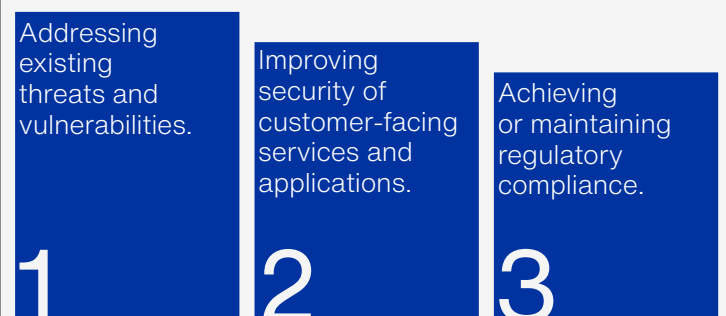 Addressing
existing
threats and
vulnerabilities.
1
Improving
security of
customer-facing
services and
applications.
2
Achieving
or maintaining
regulatory
compliance.
3